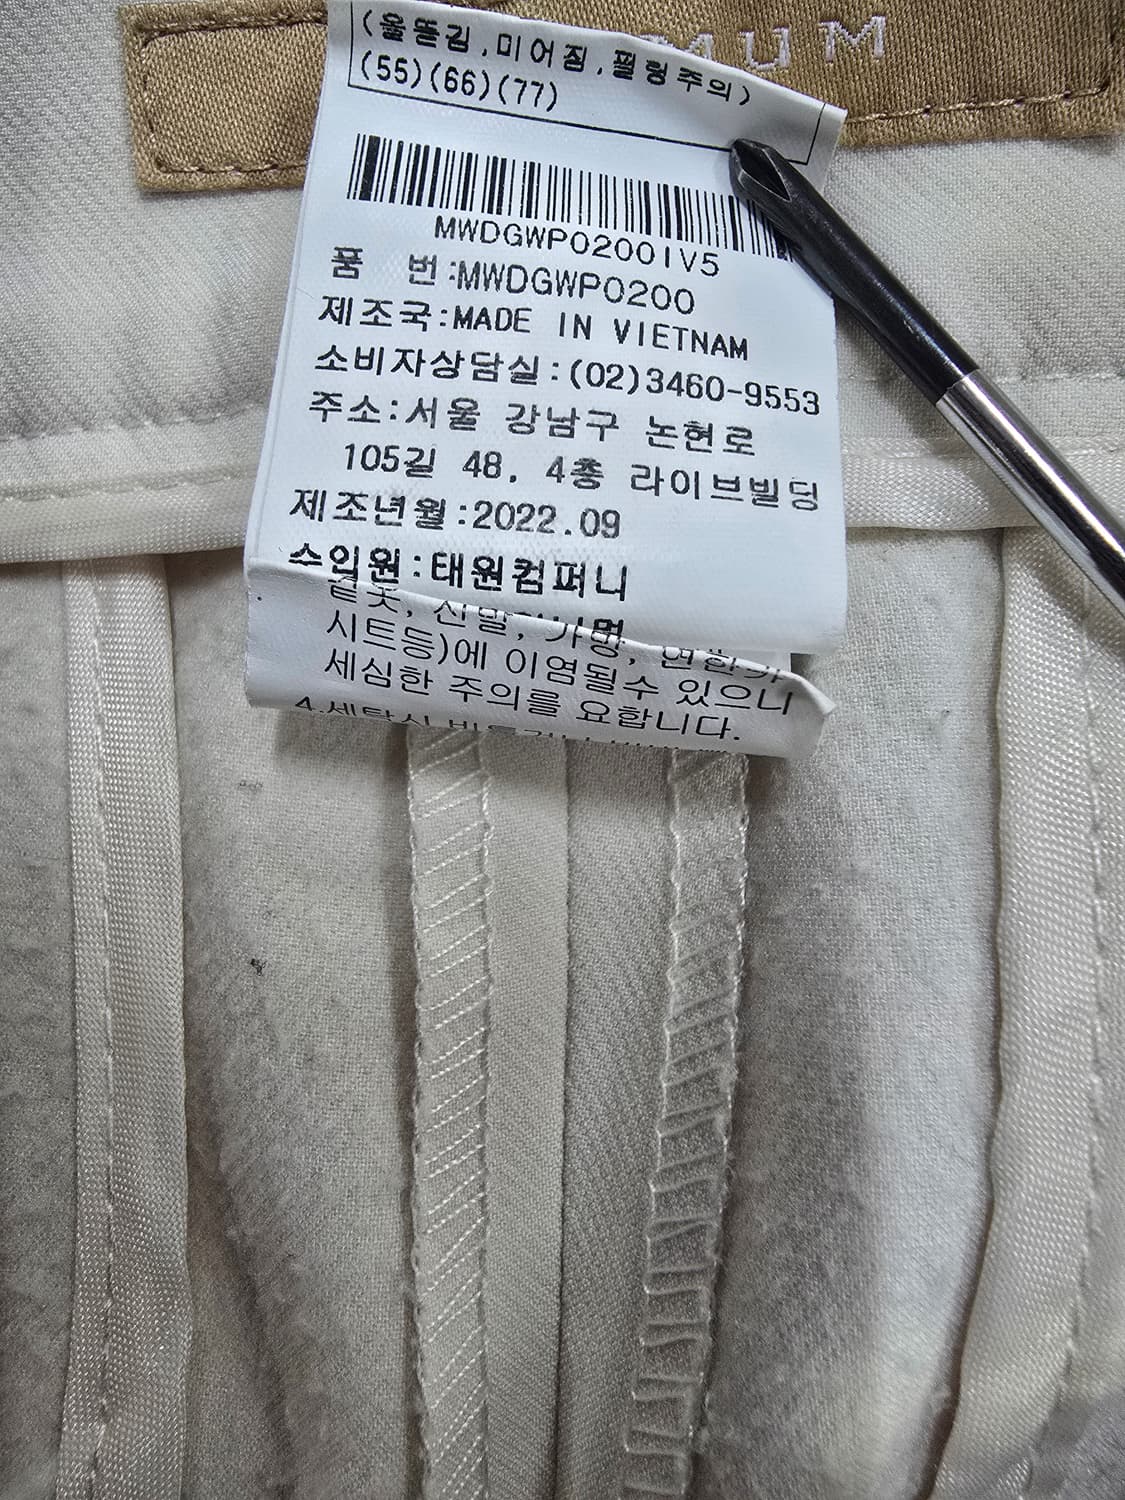 MUM
(올뜯김,미어짐,필링주의)
(55)(66)(77)
MWDGWP0200IV5
품 번:MWDGWP0200
제조국:MADE IN VIETNAM
소비자상담실:(02)3460-9553
주소:서울 강남구 논현로
105길 48, 4층 라이브빌딩
제조년월:2022.09
수입원:태원컴퍼니
시트등)에 이염될수 있으니
세심한 주의를 요합니다.